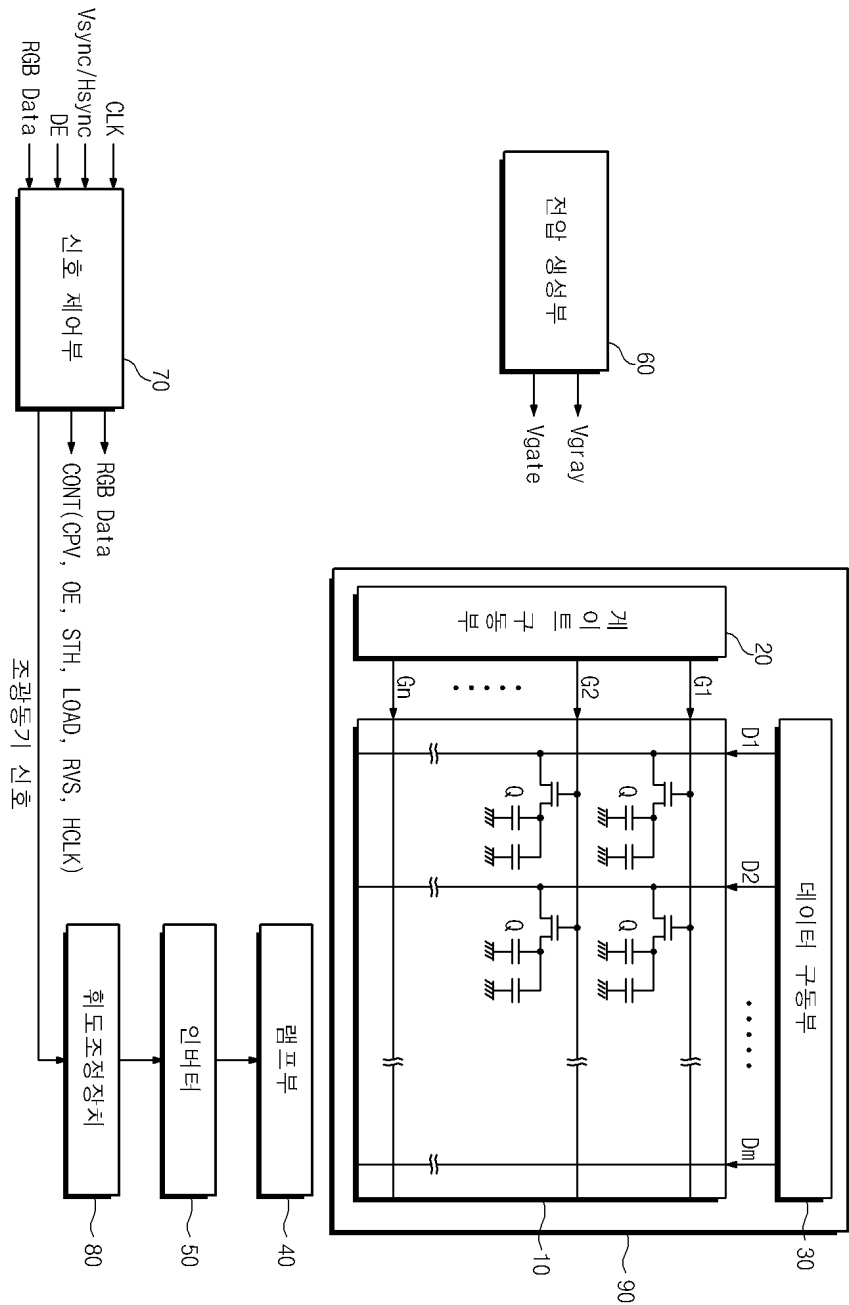 CLK
Vsync/Hsync
DE
RGB Data
신호 제어부
70
RGB Data
CONT(CPV, OE, STH, LOAD, RVS, HCLK)
조광동기 신호
전압 생성부
60
Vgray
Vgate
게이트 구동부
20
G1
G2
Gn
D1
D2
Dm
Q
Q
Q
Q
데이터 구동부
30
10
90
램프부
40
인버터
50
휘도조정장치
80